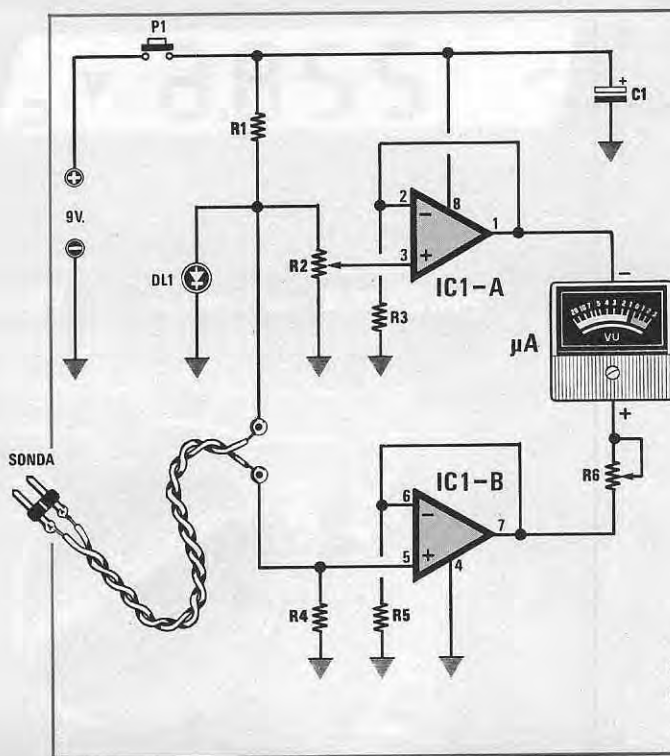 P1
+
C1
R1
8
2
−
1
3
+
R2
IC1-A
+
9V.
−
DL1
R3
−
µA
VU
+
SONDA
R6
IC1-B
6
−
7
5
+
4
R4
R5